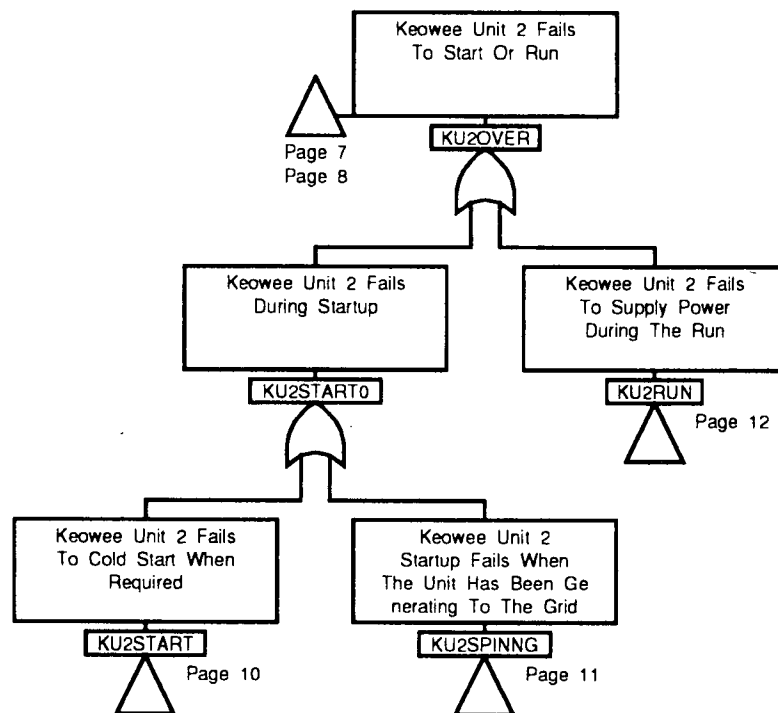 Keowee Unit 2 Fails
To Start Or Run
KU2OVER
Page 7
Page 8
Keowee Unit 2 Fails
During Startup
KU2START0
Keowee Unit 2 Fails
To Supply Power
During The Run
KU2RUN
Page 12
Keowee Unit 2 Fails
To Cold Start When
Required
KU2START
Page 10
Keowee Unit 2
Startup Fails When
The Unit Has Been Ge
nerating To The Grid
KU2SPINNG
Page 11